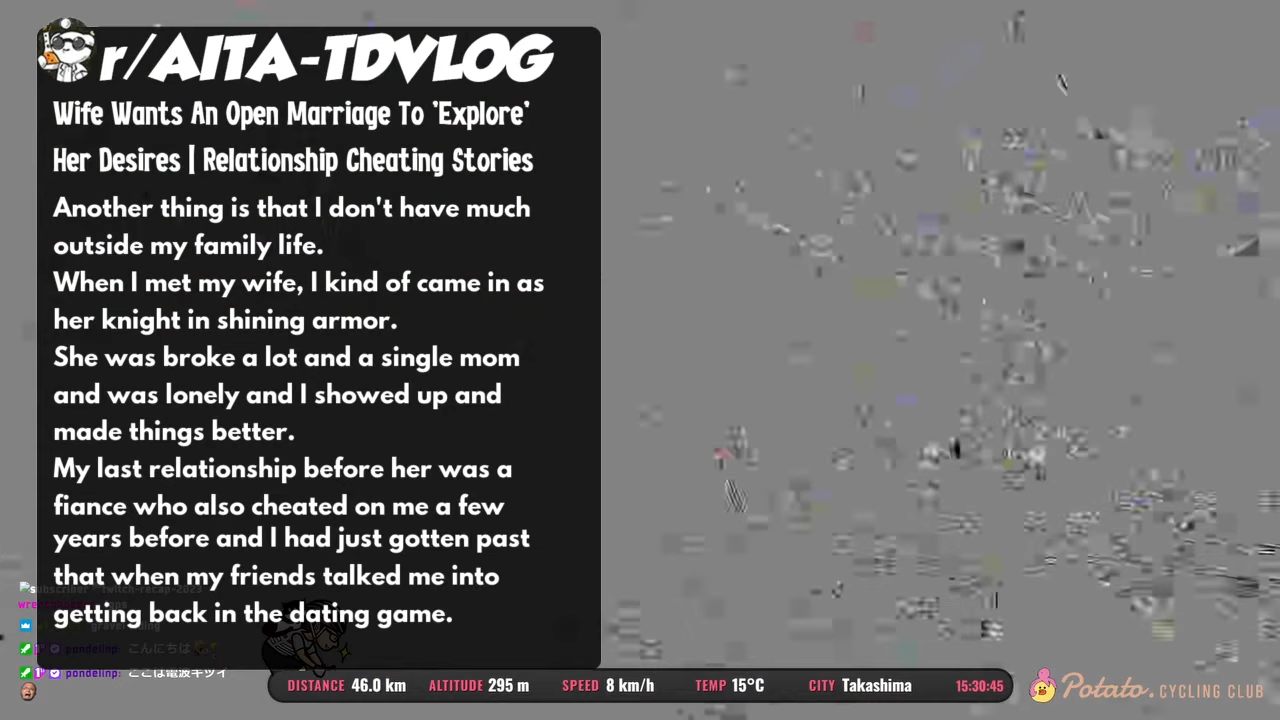 r/AITA-TDVLOG
Wife Wants An Open Marriage To 'Explore'
Her Desires | Relationship Cheating Stories
Another thing is that I don't have much
outside my family life.
When I met my wife, I kind of came in as
her knight in shining armor.
She was broke a lot and a single mom
and was lonely and I showed up and
made things better.
My last relationship before her was a
fiance who also cheated on me a few
years before and I had just gotten past
that when my friends talked me into
getting back in the dating game.
subscriber - twitch-recap-2023
pondelinp: こんにちは
pondelinp: ここは電波キツイ
DISTANCE 46.0 km ALTITUDE 295 m SPEED 8 km/h TEMP 15°C CITY Takashima 15:30:45
Potato. CYCLING CLUB